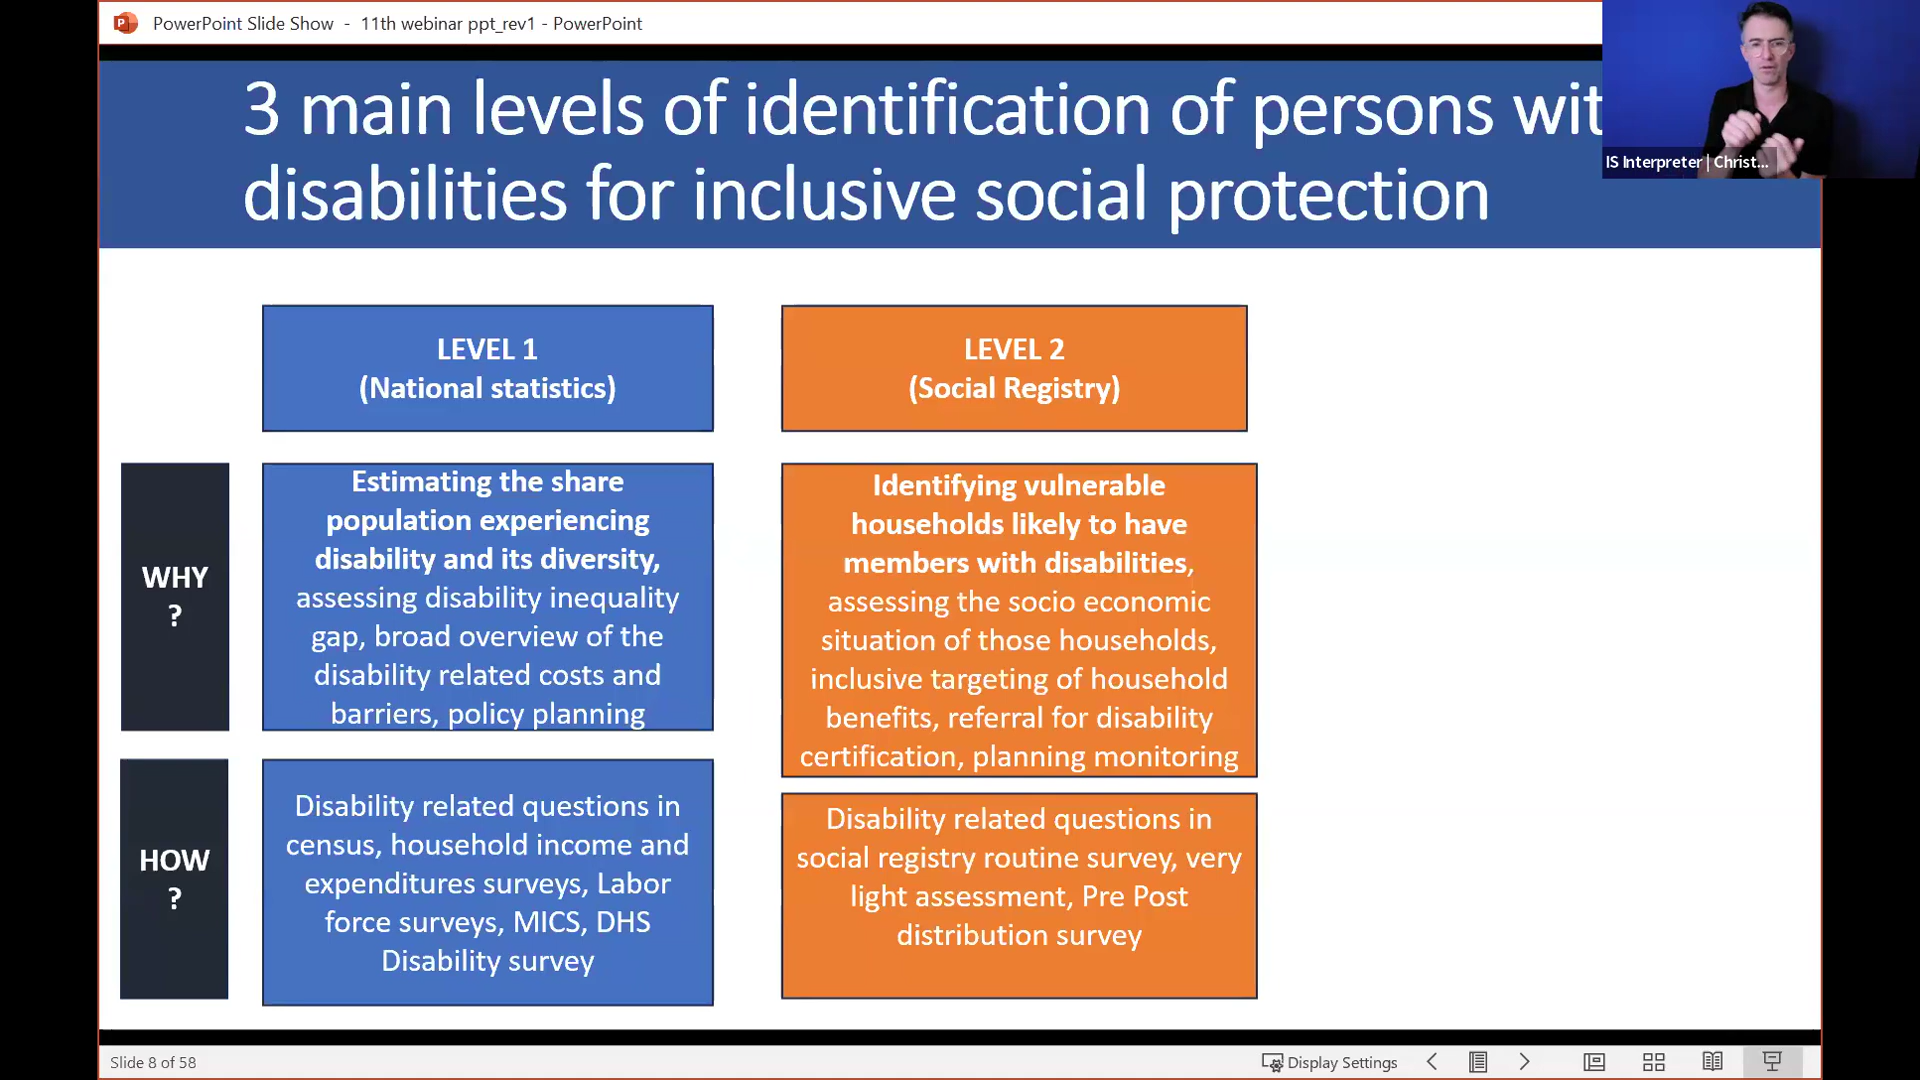 PowerPoint Slide Show - 11th webinar ppt_rev1 - PowerPoint
3 main levels of identification of persons wit
disabilities for inclusive social protection
IS Interpreter | Christ...
LEVEL 1
(National statistics)
LEVEL 2
(Social Registry)
WHY
?
Estimating the share
population experiencing
disability and its diversity,
assessing disability inequality
gap, broad overview of the
disability related costs and
barriers, policy planning
Identifying vulnerable
households likely to have
members with disabilities,
assessing the socio economic
situation of those households,
inclusive targeting of household
benefits, referral for disability
certification, planning monitoring
HOW
?
Disability related questions in
census, household income and
expenditures surveys, Labor
force surveys, MICS, DHS
Disability survey
Disability related questions in
social registry routine survey, very
light assessment, Pre Post
distribution survey
Slide 8 of 58
Display Settings